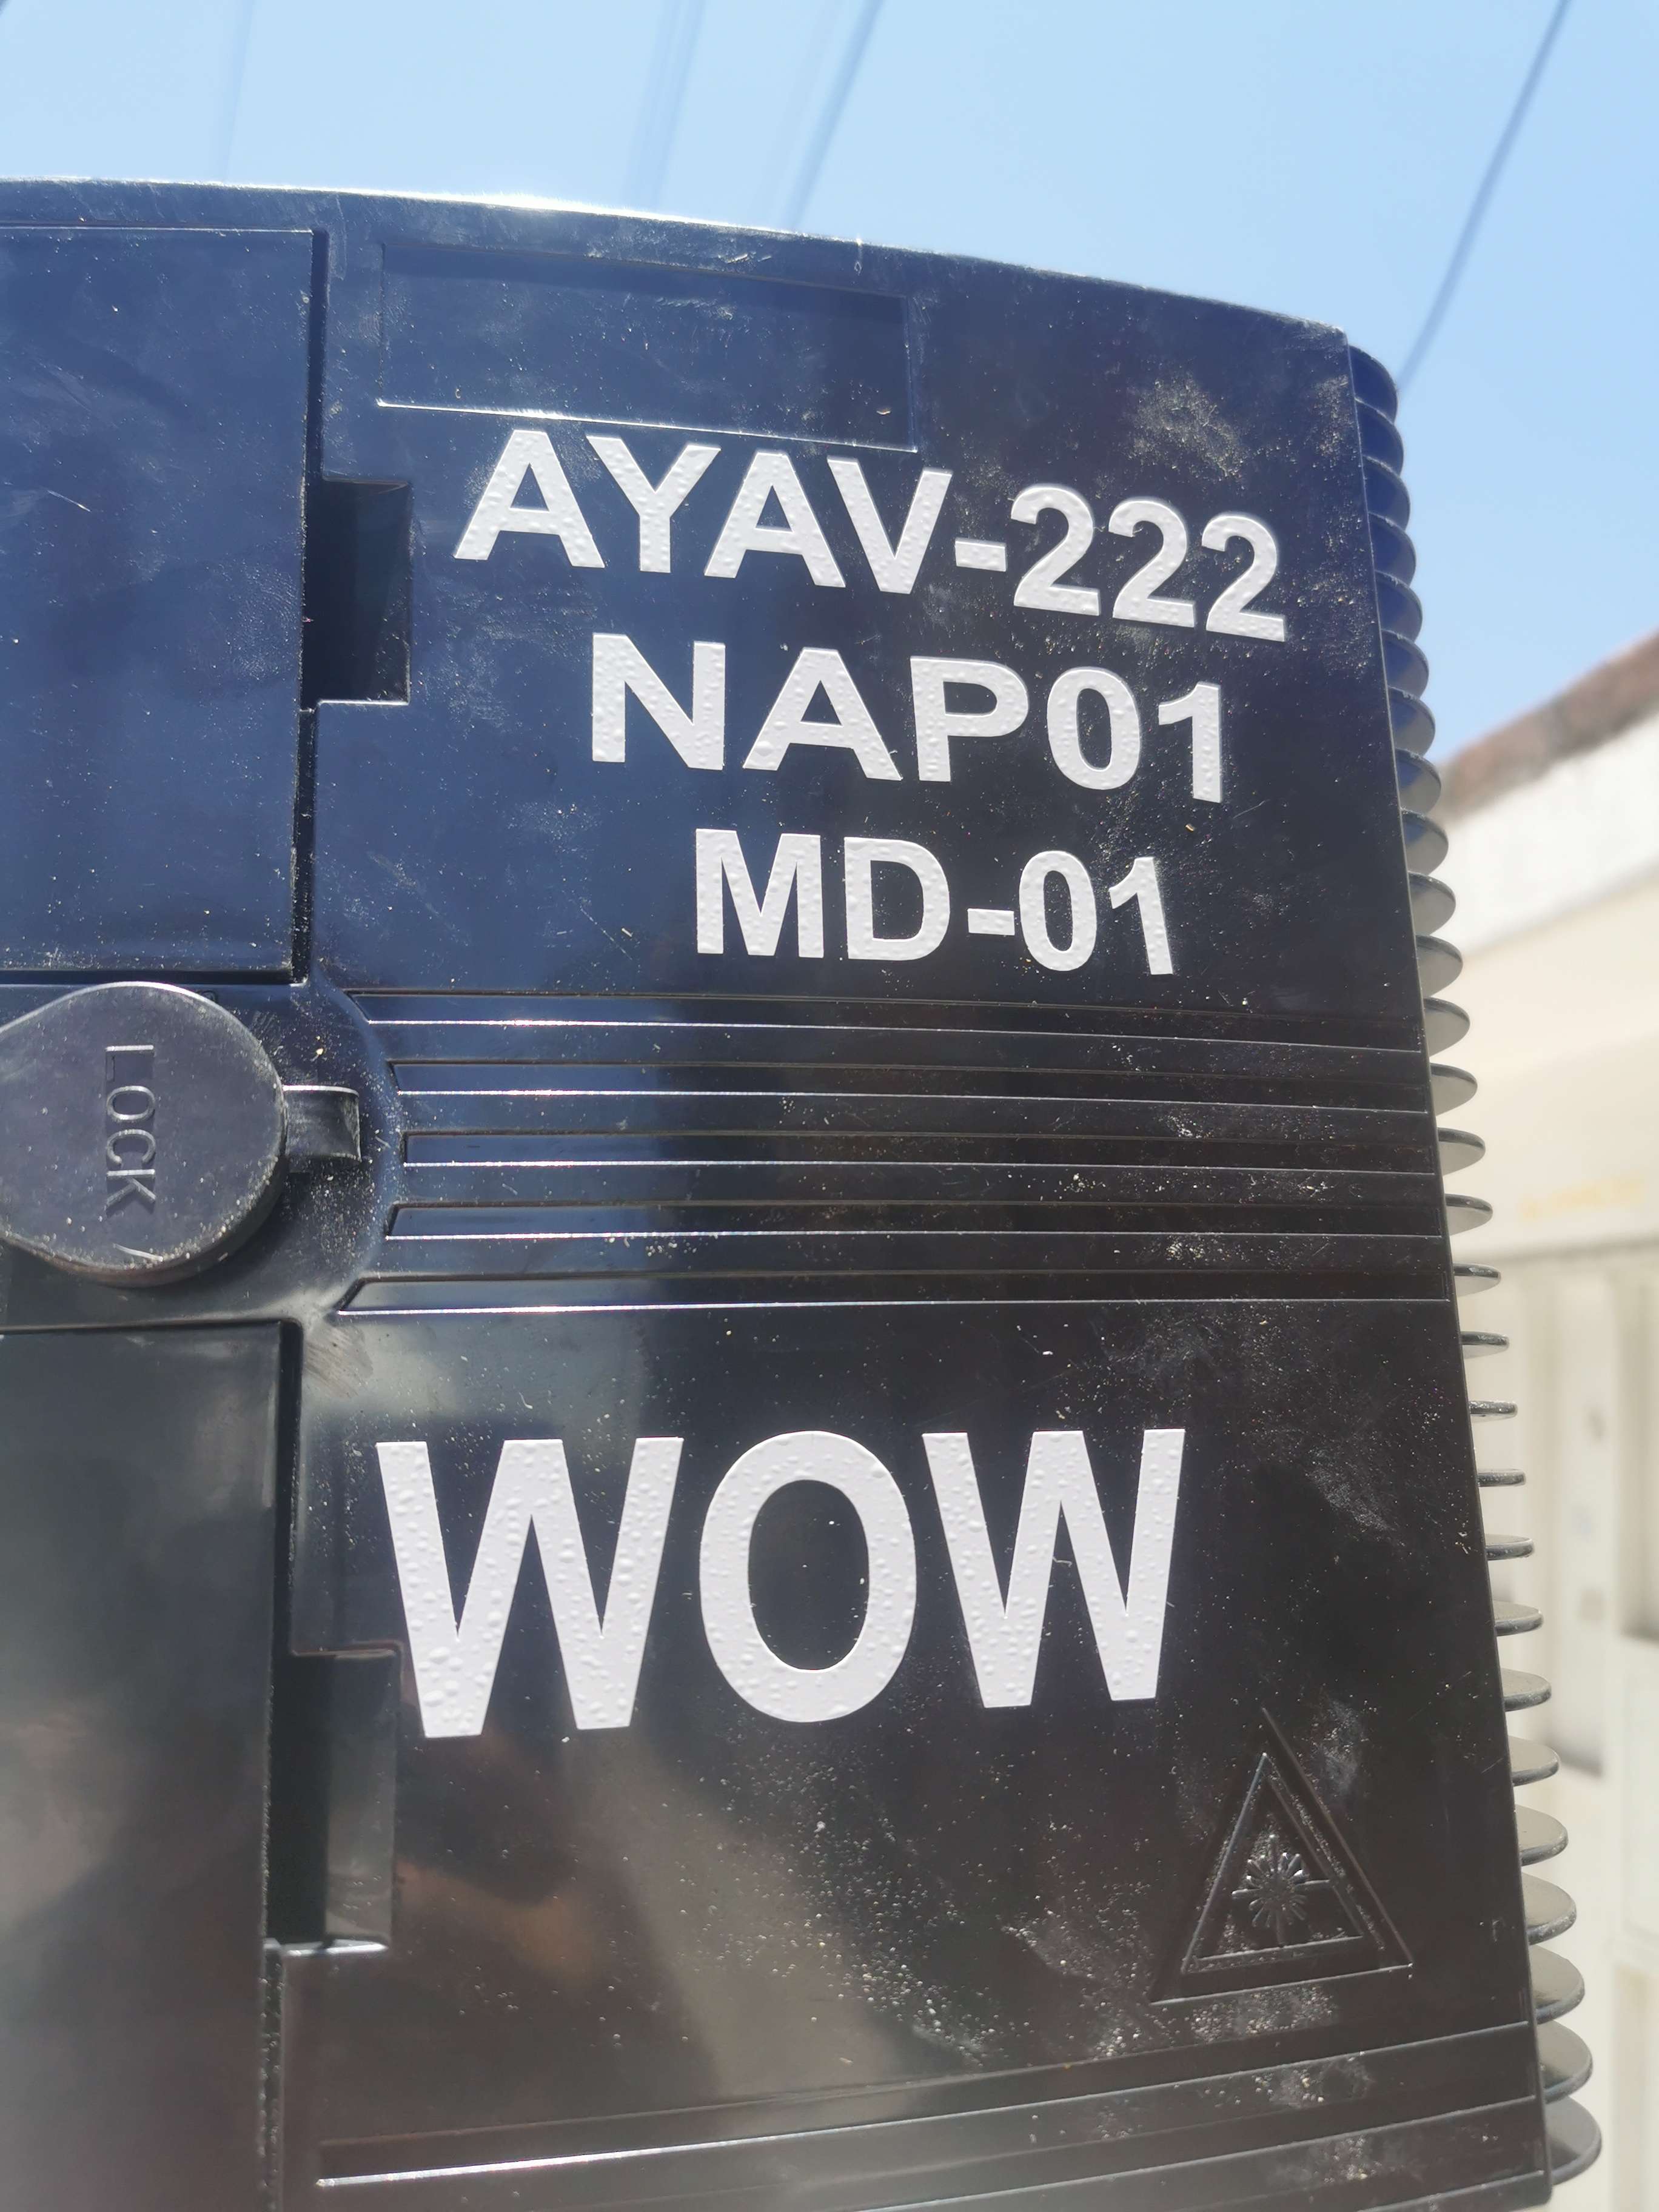 AYAV-222
NAP01
MD-01
LOCK
WOW